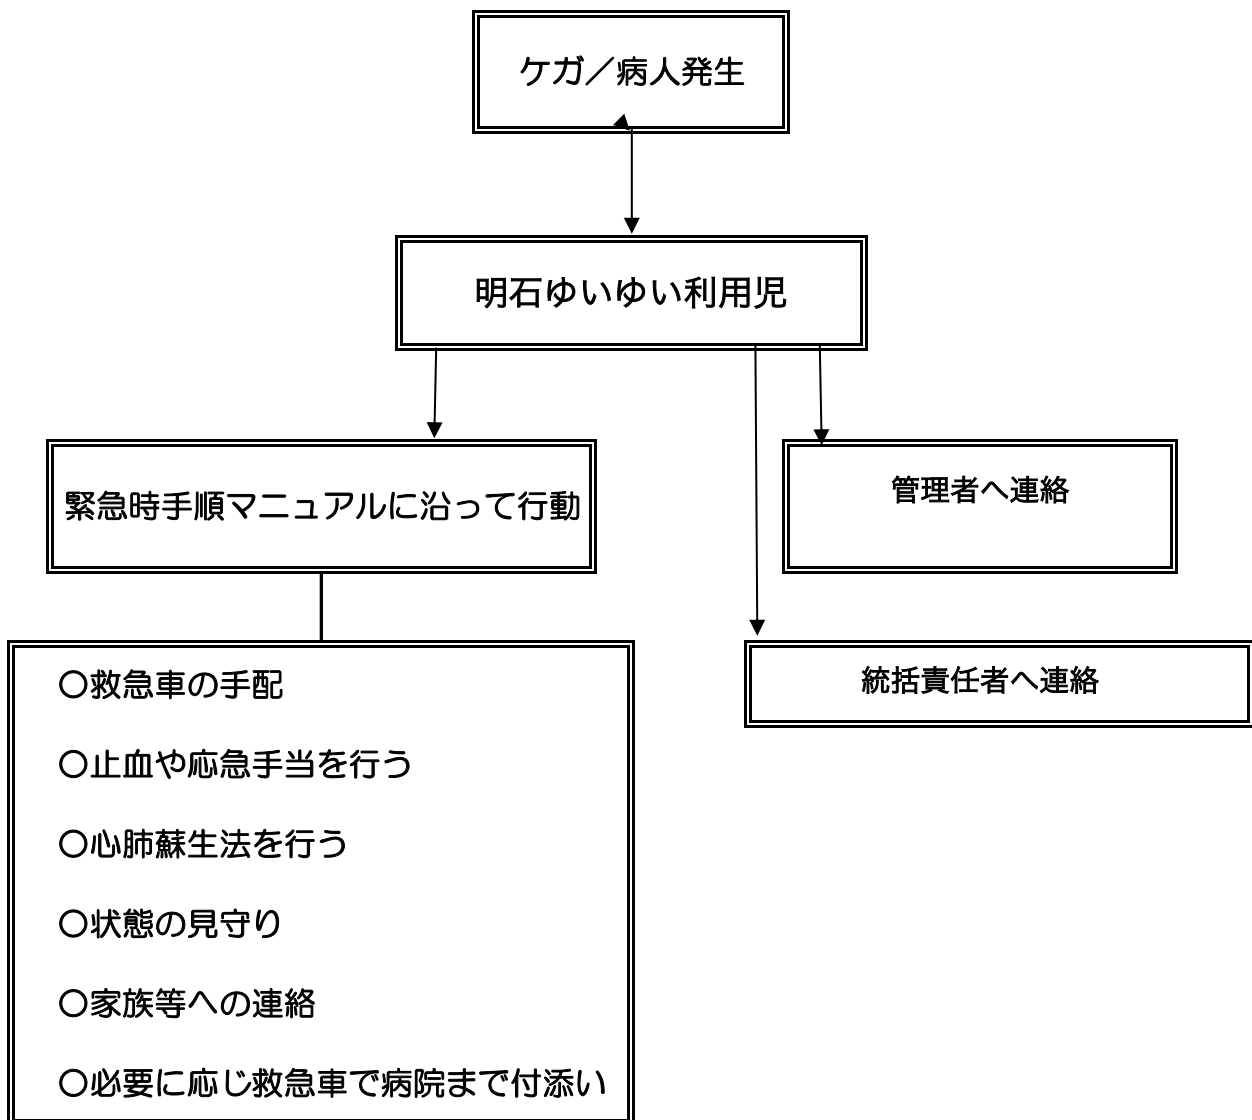 ケガ／病人発生
明石ゆいゆい利用児
緊急時手順マニュアルに沿って行動
管理者へ連絡
統括責任者へ連絡
〇救急車の手配
〇止血や応急手当を行う
〇心肺蘇生法を行う
〇状態の見守り
〇家族等への連絡
〇必要に応じ救急車で病院まで付添い